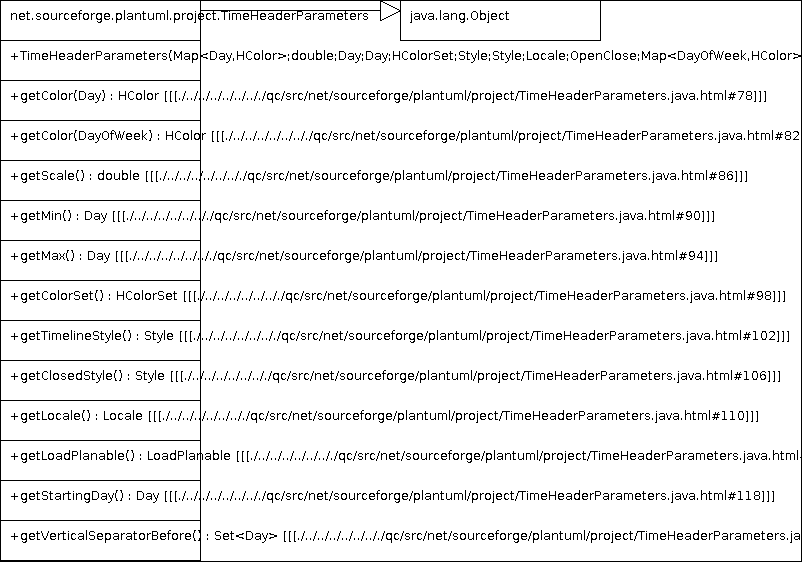 net.sourceforge.plantuml.project.TimeHeaderParameters
java.lang.Object
+TimeHeaderParameters(Map<Day,HColor>;double;Day;Day;HColorSet;Style;Style;Locale;OpenClose;Map<DayOfWeek,HColor>
+getColor(Day) : HColor [[[./../../../../../../qc/src/net/sourceforge/plantuml/project/TimeHeaderParameters.java.html#78]]]
+getColor(DayOfWeek) : HColor [[[./../../../../../../qc/src/net/sourceforge/plantuml/project/TimeHeaderParameters.java.html#82
+getScale() : double [[[./../../../../../../qc/src/net/sourceforge/plantuml/project/TimeHeaderParameters.java.html#86]]]
+getMin() : Day [[[./../../../../../../qc/src/net/sourceforge/plantuml/project/TimeHeaderParameters.java.html#90]]]
+getMax() : Day [[[./../../../../../../qc/src/net/sourceforge/plantuml/project/TimeHeaderParameters.java.html#94]]]
+getColorSet() : HColorSet [[[./../../../../../../qc/src/net/sourceforge/plantuml/project/TimeHeaderParameters.java.html#98]]]
+getTimelineStyle() : Style [[[./../../../../../../qc/src/net/sourceforge/plantuml/project/TimeHeaderParameters.java.html#102]]]
+getClosedStyle() : Style [[[./../../../../../../qc/src/net/sourceforge/plantuml/project/TimeHeaderParameters.java.html#106]]]
+getLocale() : Locale [[[./../../../../../../qc/src/net/sourceforge/plantuml/project/TimeHeaderParameters.java.html#110]]]
+getLoadPlanable() : LoadPlanable [[[./../../../../../../qc/src/net/sourceforge/plantuml/project/TimeHeaderParameters.java.html
+getStartingDay() : Day [[[./../../../../../../qc/src/net/sourceforge/plantuml/project/TimeHeaderParameters.java.html#118]]]
+getVerticalSeparatorBefore() : Set<Day> [[[./../../../../../../qc/src/net/sourceforge/plantuml/project/TimeHeaderParameters.ja